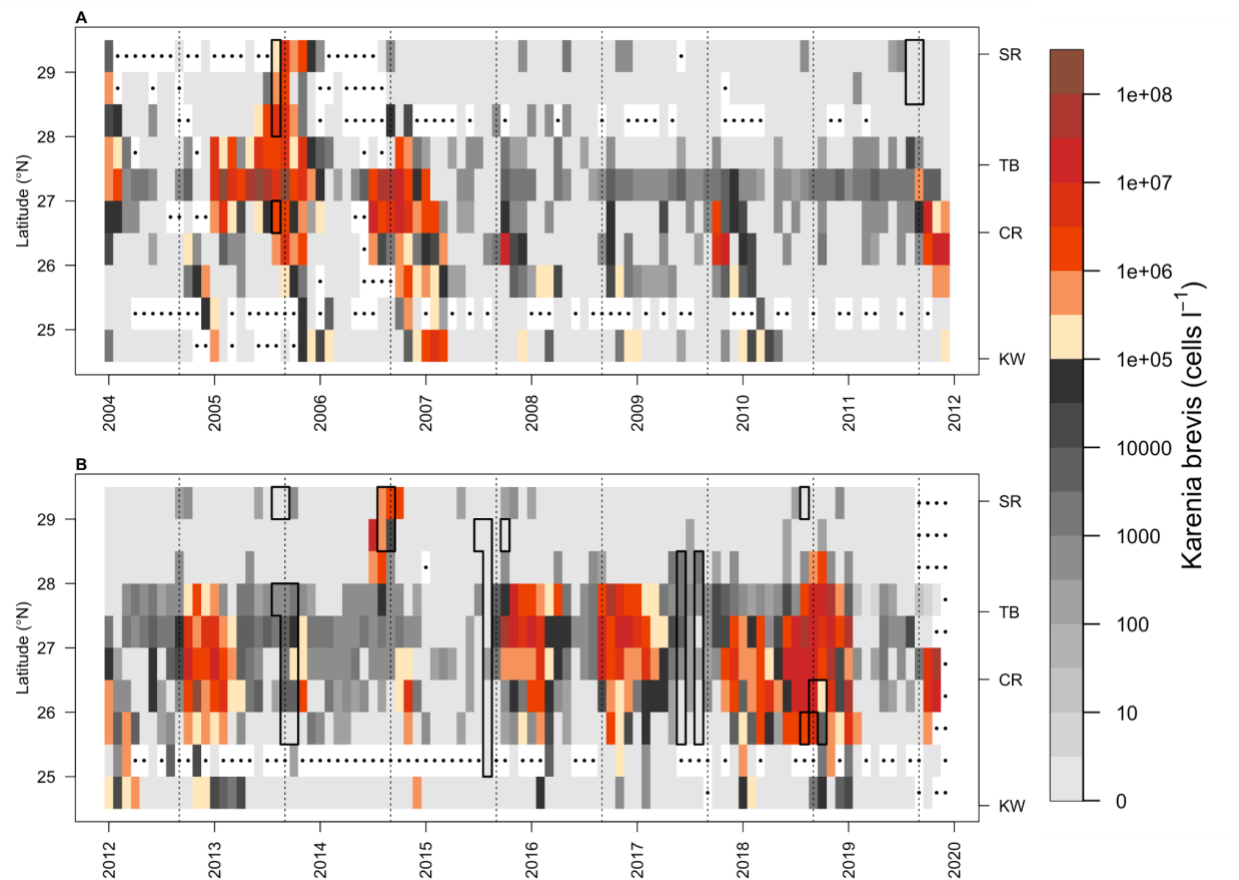 A
29
28
27
26
25
Latitude (°N)
SR
TB
CR
KW
2004
2005
2006
2007
2008
2009
2010
2011
2012
B
29
28
27
26
25
Latitude (°N)
SR
TB
CR
KW
2012
2013
2014
2015
2016
2017
2018
2019
2020
1e+08
1e+07
1e+06
1e+05
10000
1000
100
10
0
Karenia brevis (cells l⁻¹)